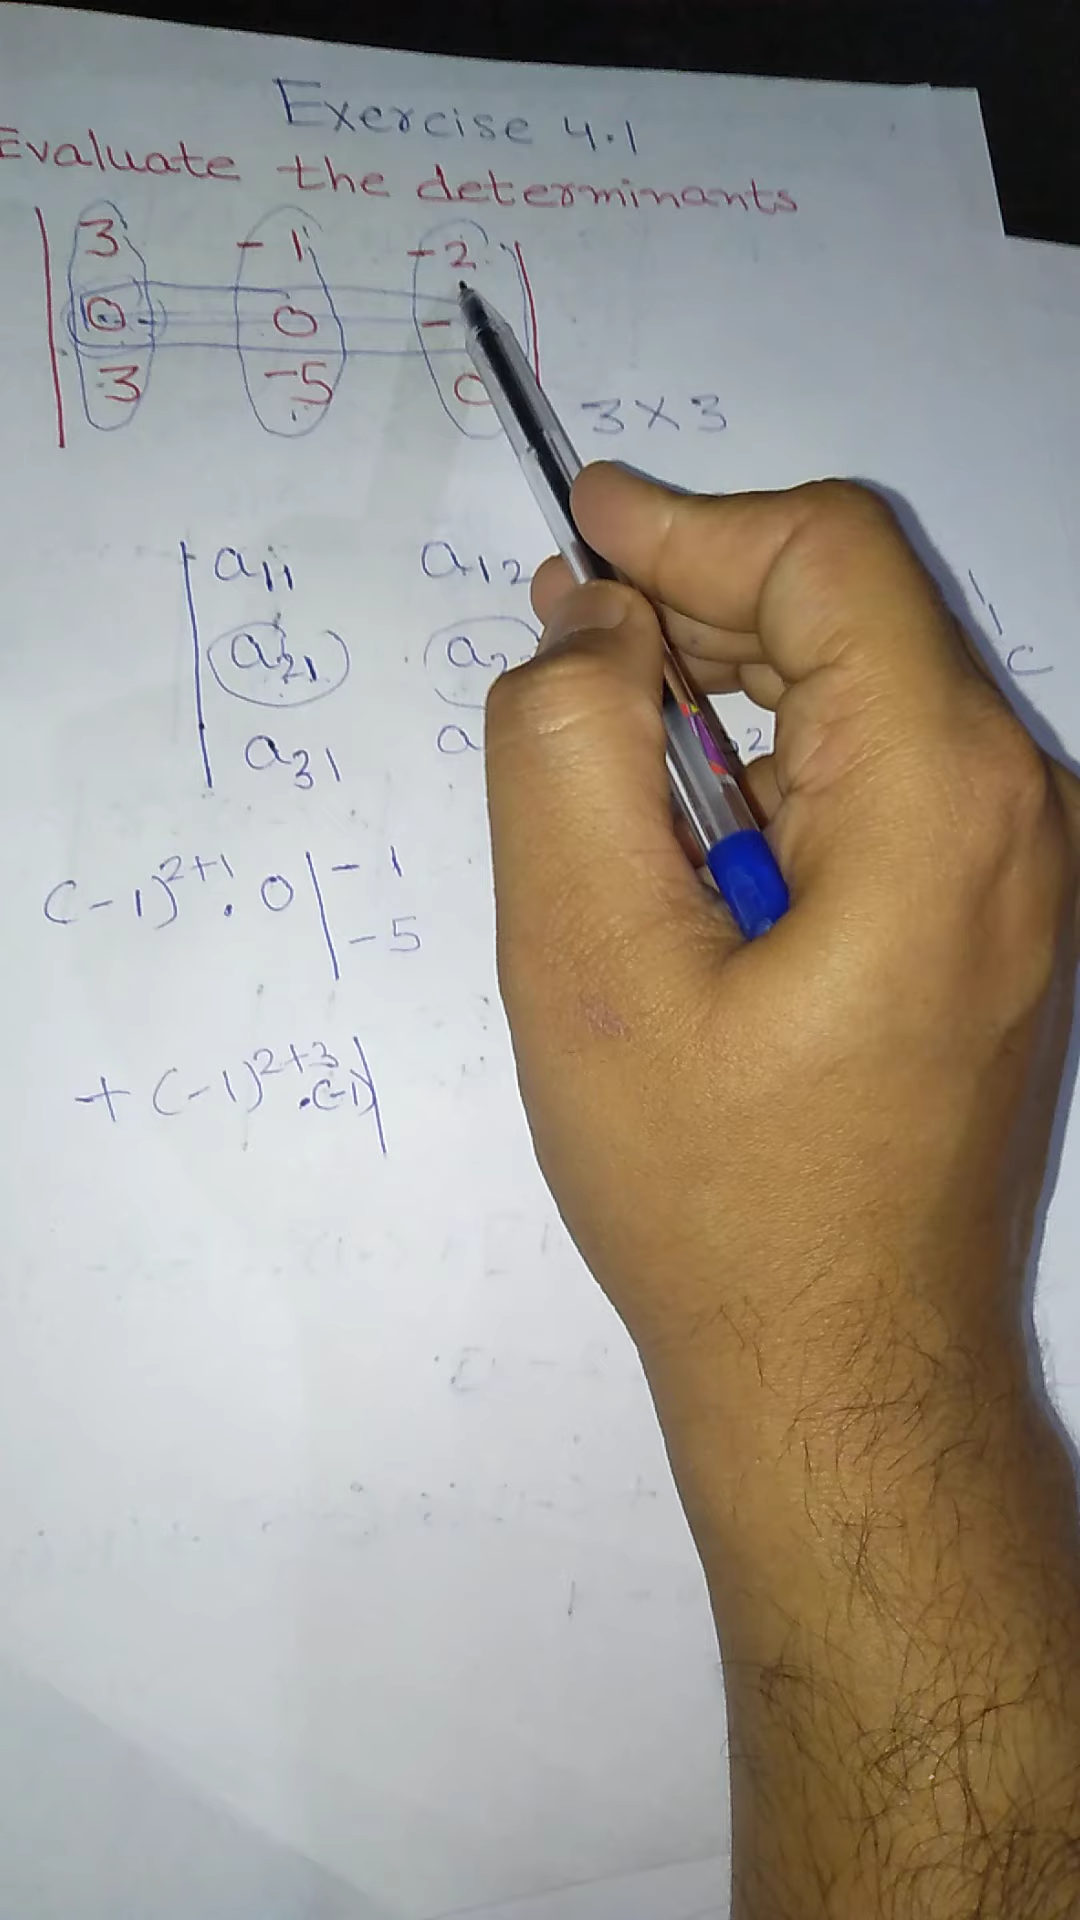 Exercise 4.1
Evaluate the determinants
3 -1 -2
0 0 -
3 -5 0
3×3
a11 a12
a21
a31 a
(-1)^2+1 . 0 | -1
-5
+ (-1)^2+3 .(-1) |